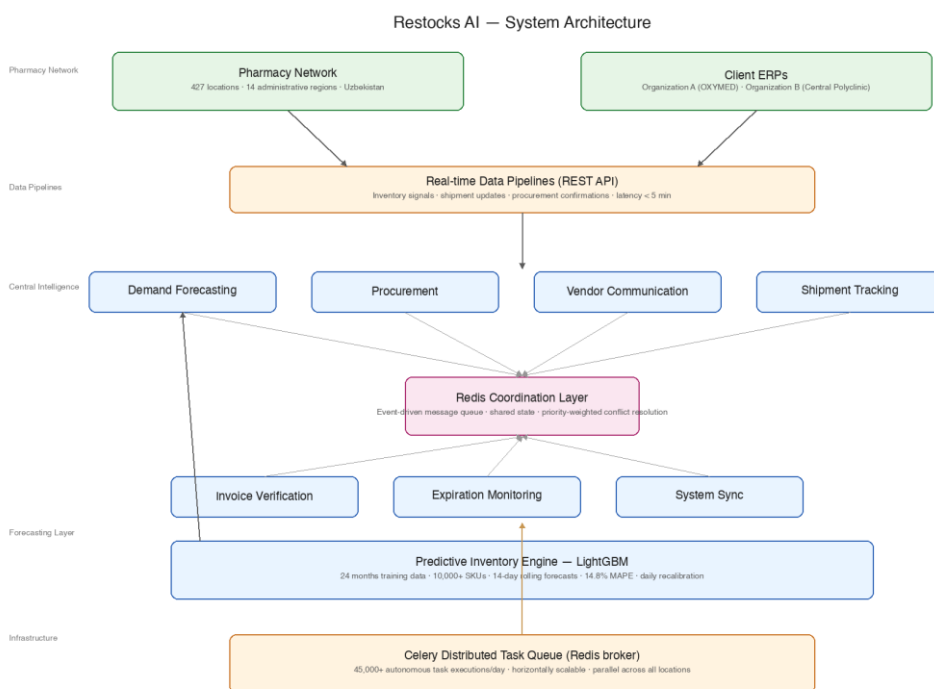 Restocks AI — System Architecture
Pharmacy Network
Pharmacy Network
427 locations · 14 administrative regions · Uzbekistan
Client ERPs
Organization A (OXYMED) · Organization B (Central Polyclinic)
Data Pipelines
Real-time Data Pipelines (REST API)
Inventory signals · shipment updates · procurement confirmations · latency < 5 min
Central Intelligence
Demand Forecasting
Procurement
Vendor Communication
Shipment Tracking
Redis Coordination Layer
Event-driven message queue · shared state · priority-weighted conflict resolution
Invoice Verification
Expiration Monitoring
System Sync
Forecasting Layer
Predictive Inventory Engine — LightGBM
24 months training data · 10,000+ SKUs · 14-day rolling forecasts · 14.8% MAPE · daily recalibration
Infrastructure
Celery Distributed Task Queue (Redis broker)
45,000+ autonomous task executions/day · horizontally scalable · parallel across all locations